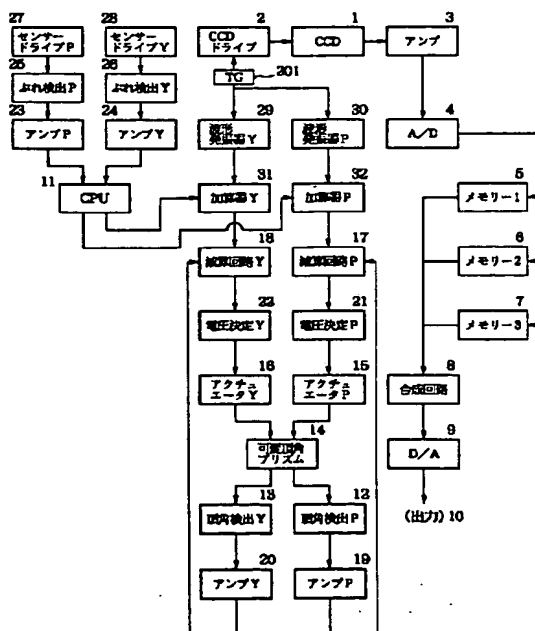 27
センサー
ドライブP
28
センサー
ドライブY
2
CCD
ドライブ
1
CCD
3
アンプ
25
ぶれ検出P
26
ぶれ検出Y
TG
201
23
アンプP
24
アンプY
29
波形
発振器Y
30
波形
発振器P
4
A/D
11
CPU
31
加算器Y
32
加算器P
5
メモリー1
18
減算回路Y
17
減算回路P
6
メモリー2
22
電圧決定Y
21
電圧決定P
7
メモリー3
16
アクチュ
エータY
15
アクチュ
エータP
8
合成回路
14
可変頂角
プリズム
9
D/A
13
頂角検出Y
12
頂角検出P
(出力)10
20
アンプY
19
アンプP